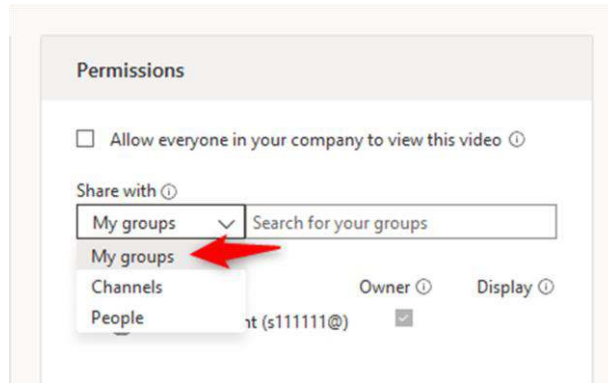 Permissions
Allow everyone in your company to view this video
Share with
My groups Search for your groups
My groups
Channels Owner Display
People nt (s111111@)